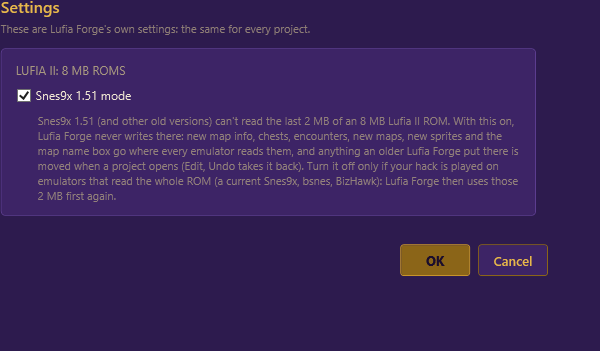 Settings
These are Lufia Forge's own settings: the same for every project.
LUFIA II: 8 MB ROMS
Snes9x 1.51 mode
Snes9x 1.51 (and other old versions) can't read the last 2 MB of an 8 MB Lufia II ROM. With this on,
Lufia Forge never writes there: new map info, chests, encounters, new maps, new sprites and the
map name box go where every emulator reads them, and anything an older Lufia Forge put there is
moved when a project opens (Edit, Undo takes it back). Turn it off only if your hack is played on
emulators that read the whole ROM (a current Snes9x, bsnes, BizHawk): Lufia Forge then uses those
2 MB first again.
OK
Cancel